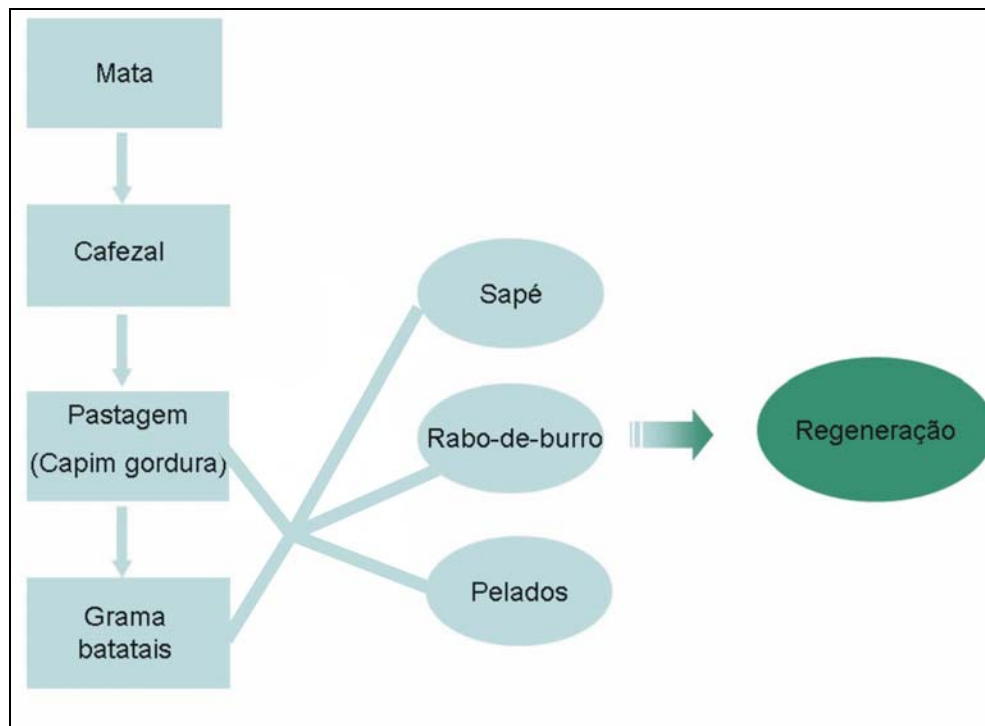 Mata
Cafezal
Pastagem
(Capim gordura)
Grama
batatais
Sapé
Rabo-de-burro
Pelados
Regeneração